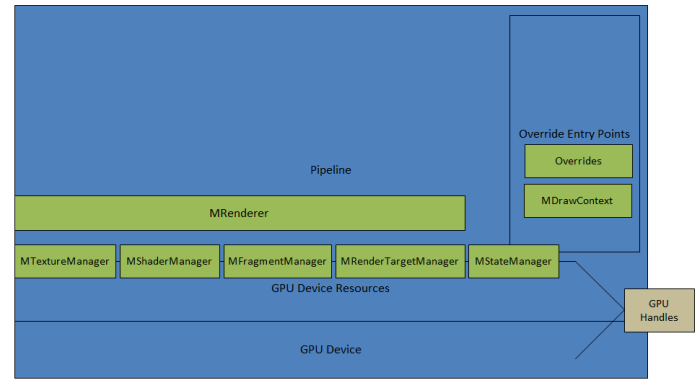 Override Entry Points
Overrides
Pipeline
MDrawContext
MRenderer
MTextureManager
MShaderManager
MFragmentManager
MRenderTargetManager
MStateManager
GPU Device Resources
GPU
Handles
GPU Device